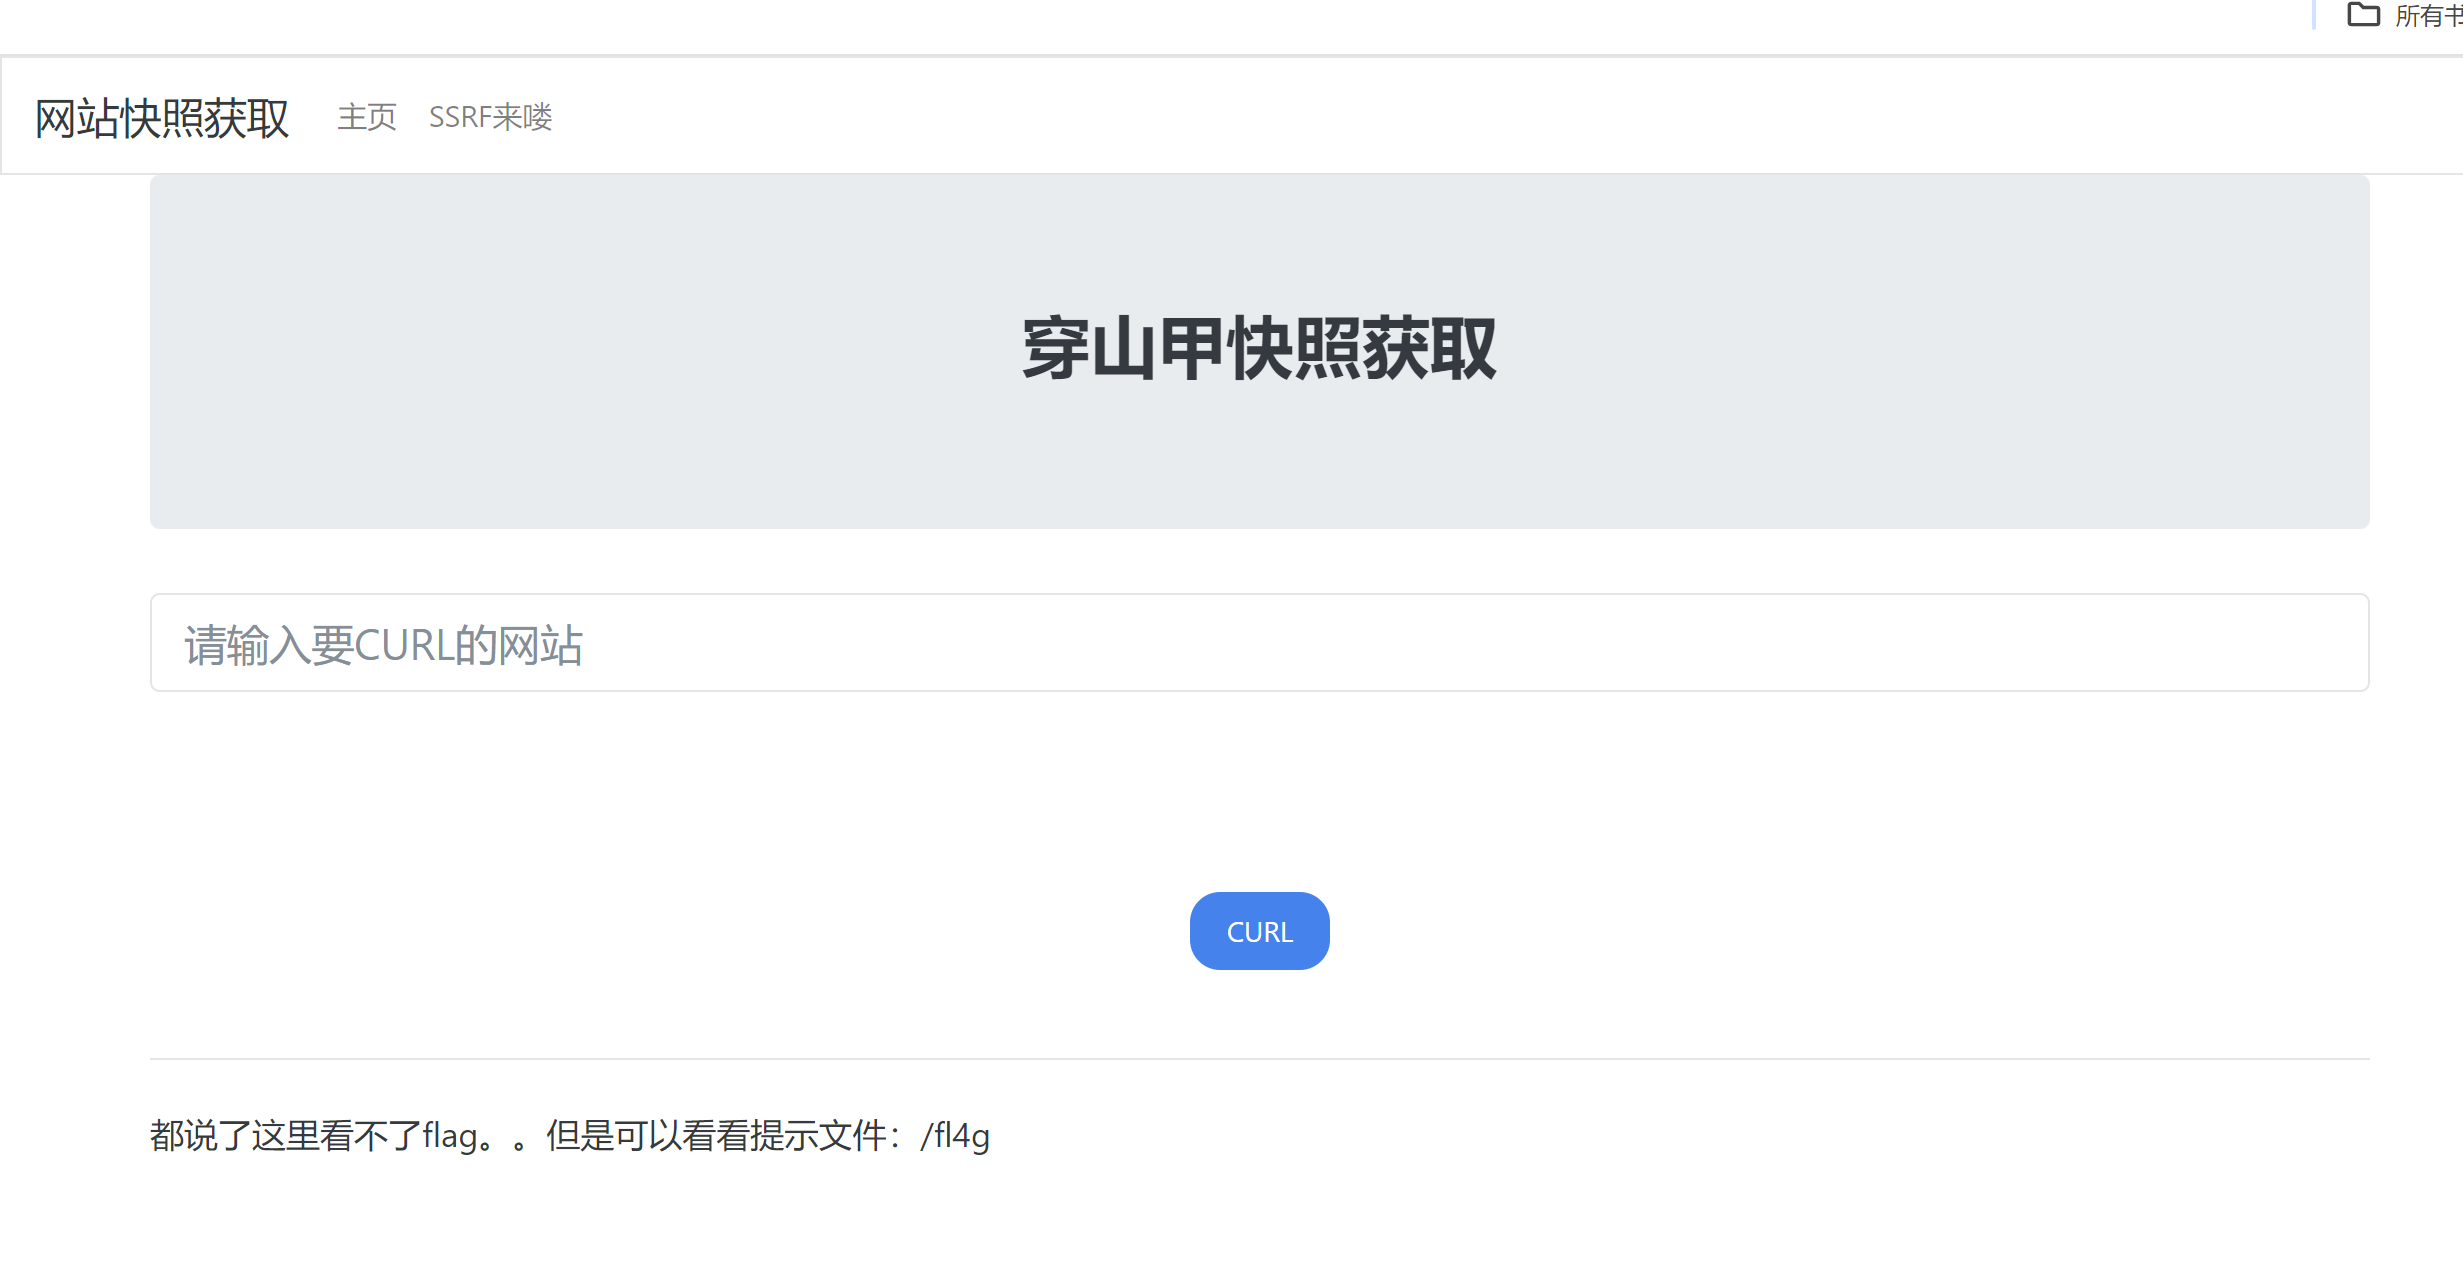 所有书
网站快照获取 主页 SSRF来喽
穿山甲快照获取
请输入要CURL的网站
CURL
都说了这里看不了flag。。但是可以看看提示文件：/fl4g